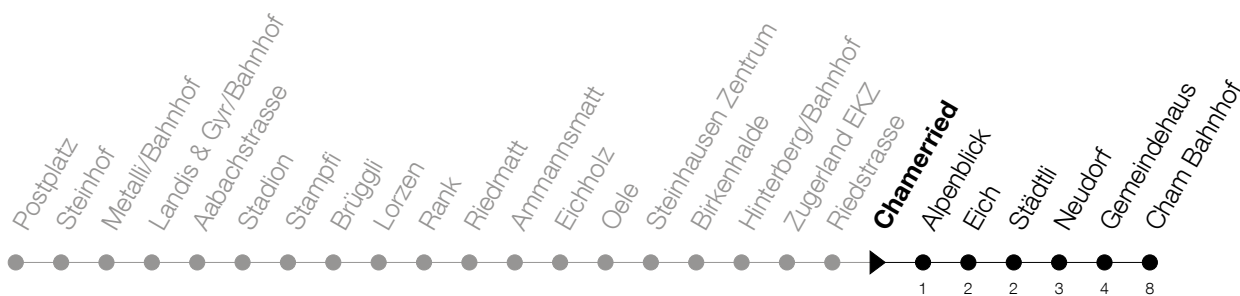 Postplatz
Steinhof
Metalli/Bahnhof
Landis & Gyr/Bahnhof
Aabachstrasse
Stadion
Stampfi
Brüggli
Lorzen
Rank
Riedmatt
Ammannsmatt
Eichholz
Oele
Steinhausen Zentrum
Birkenhalde
Hinterberg/Bahnhof
Zugerland EKZ
Riedstrasse
Chamerried
Alpenblick
Eich
Städtli
Neudorf
Gemeindehaus
Cham Bahnhof
1 2 2 3 4 8